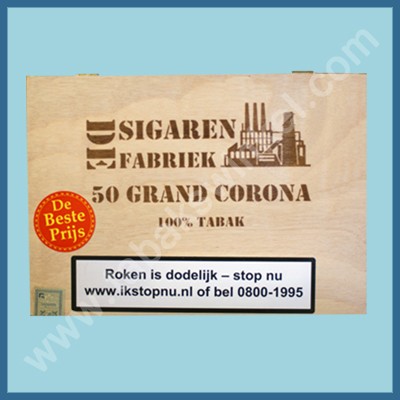 DE SIGAREN
FABRIEK
50 GRAND CORONA
100% TABAK
De
Beste
Prijs
Roken is dodelijk – stop nu
www.ikstopnu.nl of bel 0800-1995